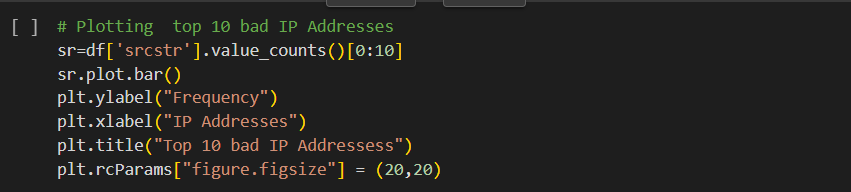 [ ] # Plotting  top 10 bad IP Addresses
sr=df['srcstr'].value_counts()[0:10]
sr.plot.bar()
plt.ylabel("Frequency")
plt.xlabel("IP Addresses")
plt.title("Top 10 bad IP Addressess")
plt.rcParams["figure.figsize"] = (20,20)